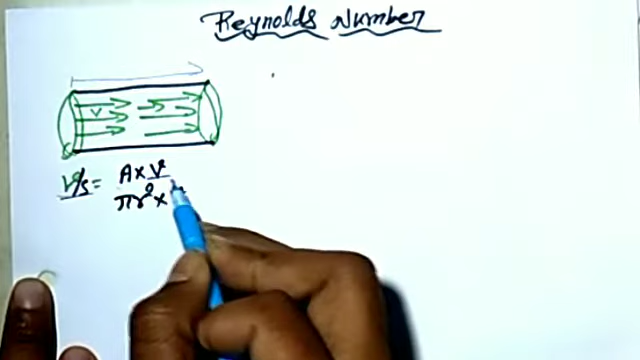 Reynolds Number
V
V/s = A × V
πr² ×